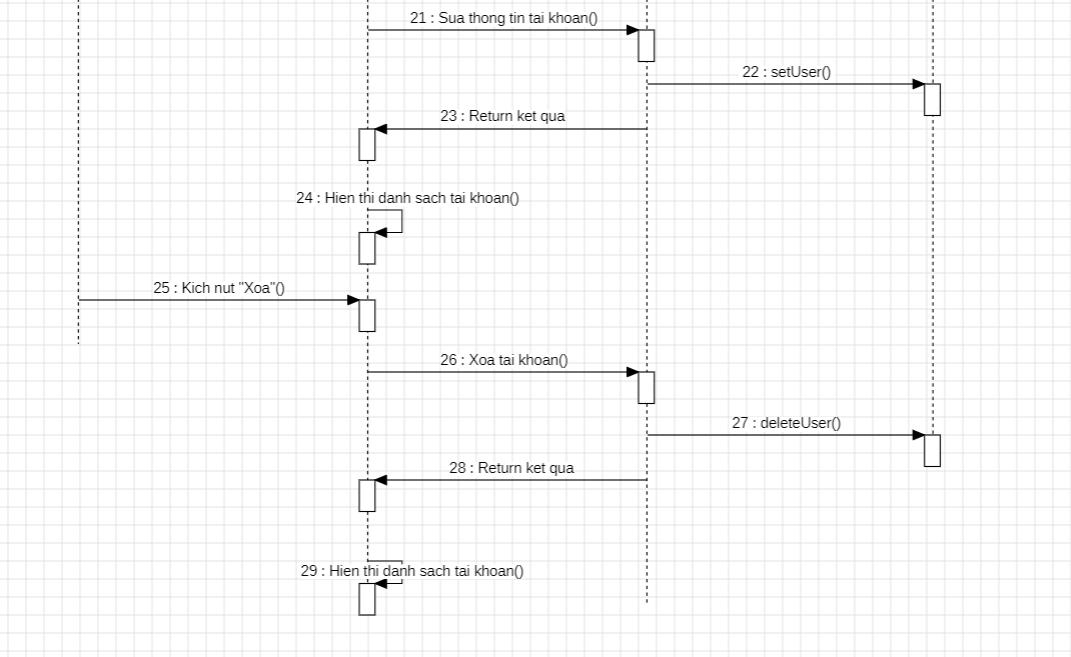 21 : Sua thong tin tai khoan()
22 : setUser()
23 : Return ket qua
24 : Hien thi danh sach tai khoan()
25 : Kich nut "Xoa"()
26 : Xoa tai khoan()
27 : deleteUser()
28 : Return ket qua
29 : Hien thi danh sach tai khoan()